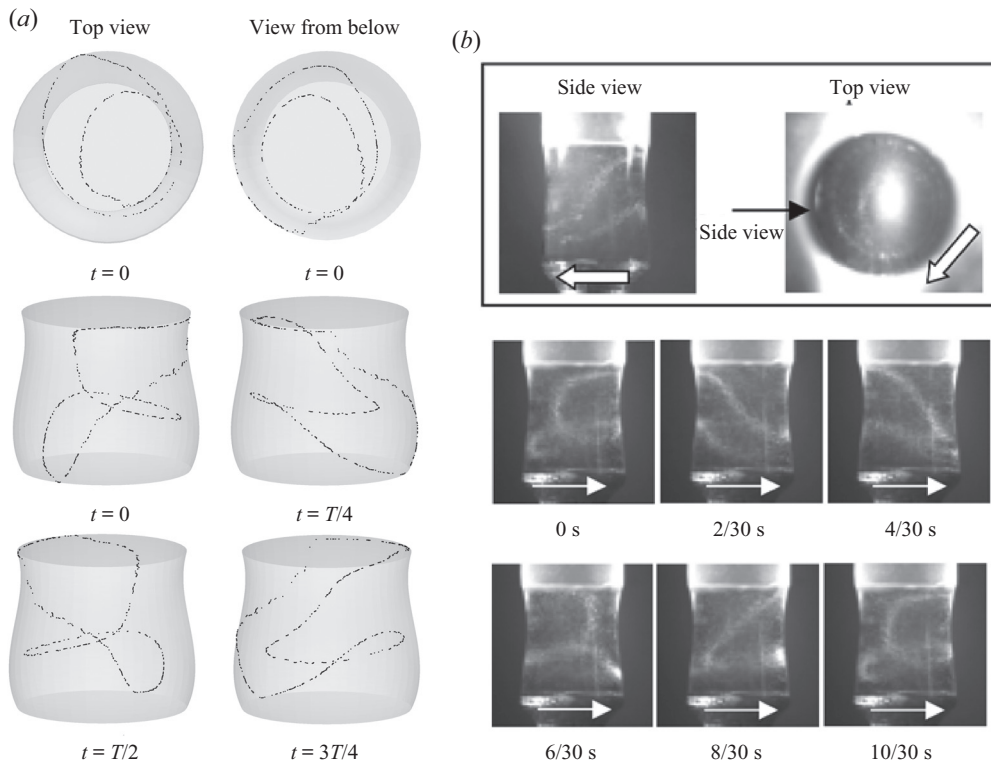 (a)
Top view
View from below
t = 0
t = 0
t = 0
t = T/4
t = T/2
t = 3T/4
(b)
Side view
Top view
Side view
0 s
2/30 s
4/30 s
6/30 s
8/30 s
10/30 s